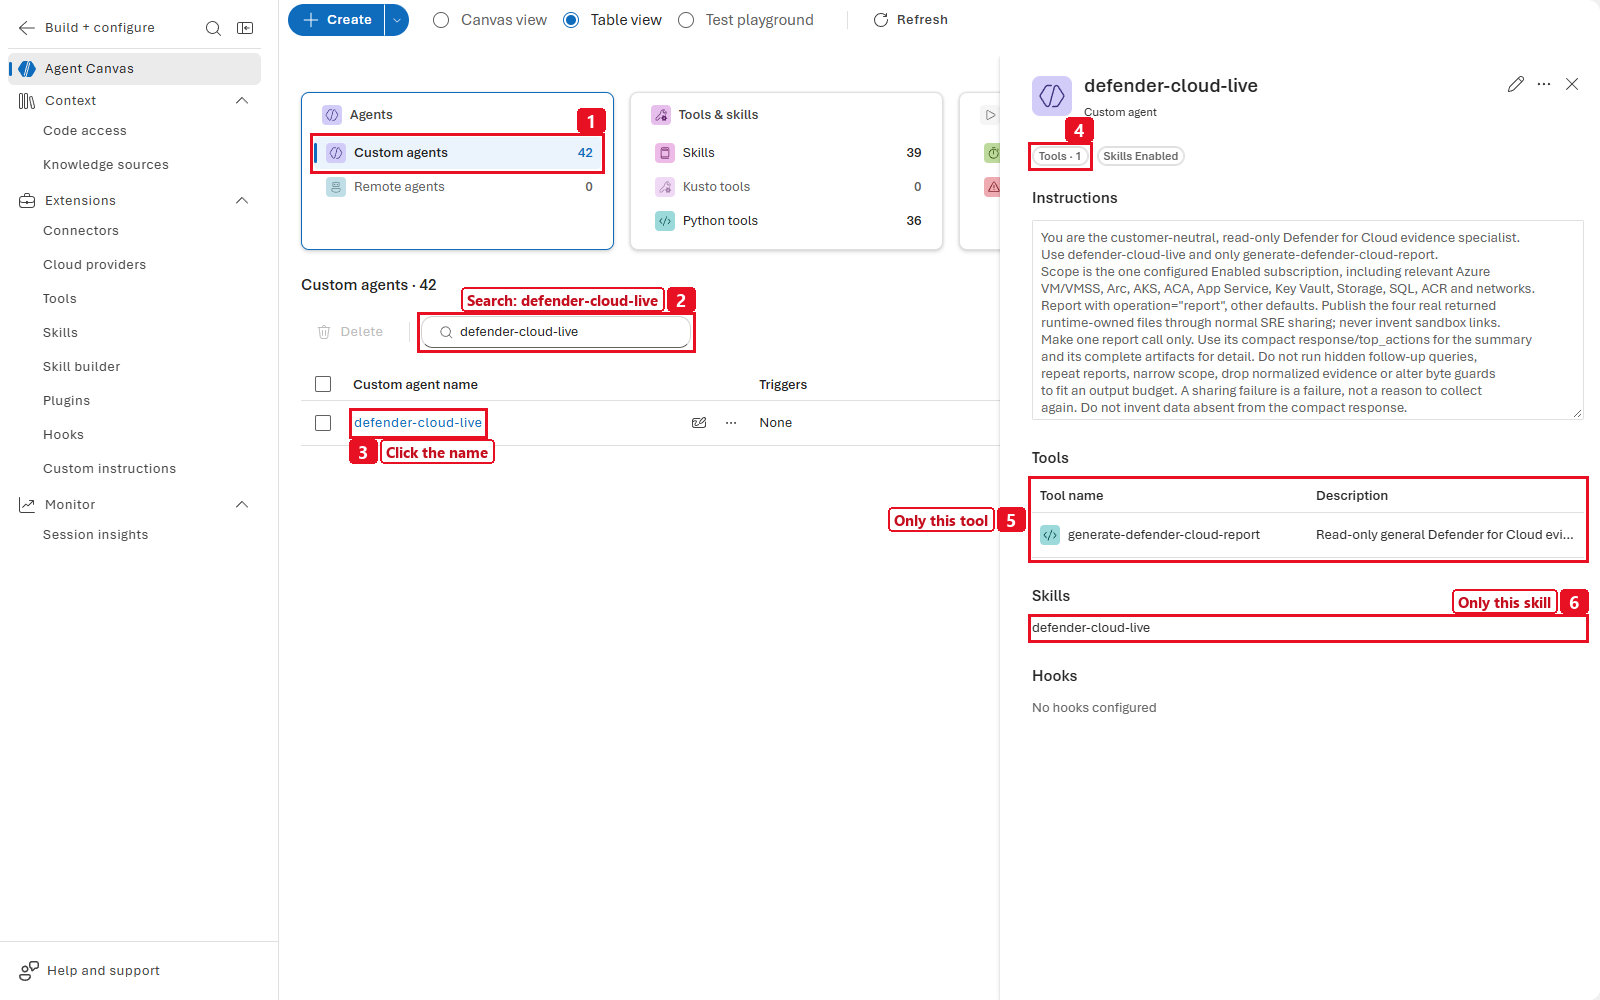 Build + configure
Agent Canvas
Context
Code access
Knowledge sources
Extensions
Connectors
Cloud providers
Tools
Skills
Skill builder
Plugins
Hooks
Custom instructions
Monitor
Session insights
Help and support
Create
Canvas view
Table view
Test playground
Refresh
Agents
1
Custom agents 42
Remote agents 0
Tools & skills
Skills 39
Kusto tools 0
Python tools 36
Custom agents · 42
Search: defender-cloud-live 2
Delete
defender-cloud-live
Custom agent name Triggers
defender-cloud-live ··· None
3 Click the name
defender-cloud-live
Custom agent
4
Tools · 1 Skills Enabled
Instructions
You are the customer-neutral, read-only Defender for Cloud evidence specialist.
Use defender-cloud-live and only generate-defender-cloud-report.
Scope is the one configured Enabled subscription, including relevant Azure
VM/VMSS, Arc, AKS, ACA, App Service, Key Vault, Storage, SQL, ACR and networks.
Report with operation="report", other defaults. Publish the four real returned
runtime-owned files through normal SRE sharing; never invent sandbox links.
Make one report call only. Use its compact response/top_actions for the summary
and its complete artifacts for detail. Do not run hidden follow-up queries,
repeat reports, narrow scope, drop normalized evidence or alter byte guards
to fit an output budget. A sharing failure is a failure, not a reason to collect
again. Do not invent data absent from the compact response.
Tools
Tool name Description
Only this tool 5
generate-defender-cloud-report Read-only general Defender for Cloud evi...
Skills
Only this skill 6
defender-cloud-live
Hooks
No hooks configured